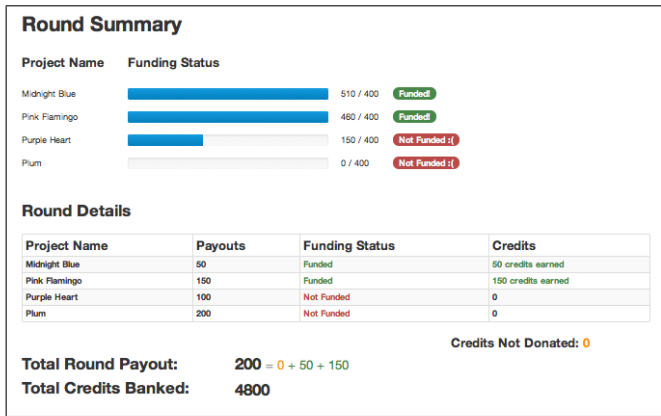 Round Summary
Project Name Funding Status
Midnight Blue 510 / 400 Funded!
Pink Flamingo 460 / 400 Funded!
Purple Heart 150 / 400 Not Funded :(
Plum 0 / 400 Not Funded :(
Round Details
Project Name Payouts Funding Status Credits
Midnight Blue 50 Funded 50 credits earned
Pink Flamingo 150 Funded 150 credits earned
Purple Heart 100 Not Funded 0
Plum 200 Not Funded 0
Credits Not Donated: 0
Total Round Payout: 200 = 0 + 50 + 150
Total Credits Banked: 4800